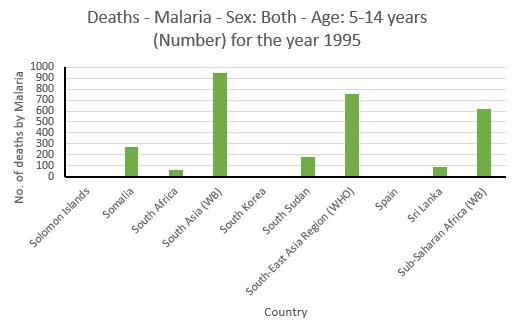 Deaths - Malaria - Sex: Both - Age: 5-14 years
(Number) for the year 1995
No. of deaths by Malaria
1000
900
800
700
600
500
400
300
200
100
0
Solomon Islands
Somalia
South Africa
South Asia (WB)
South Korea
South Sudan
South-East Asia Region (WHO)
Spain
Sri Lanka
Sub-Saharan Africa (WB)
Country